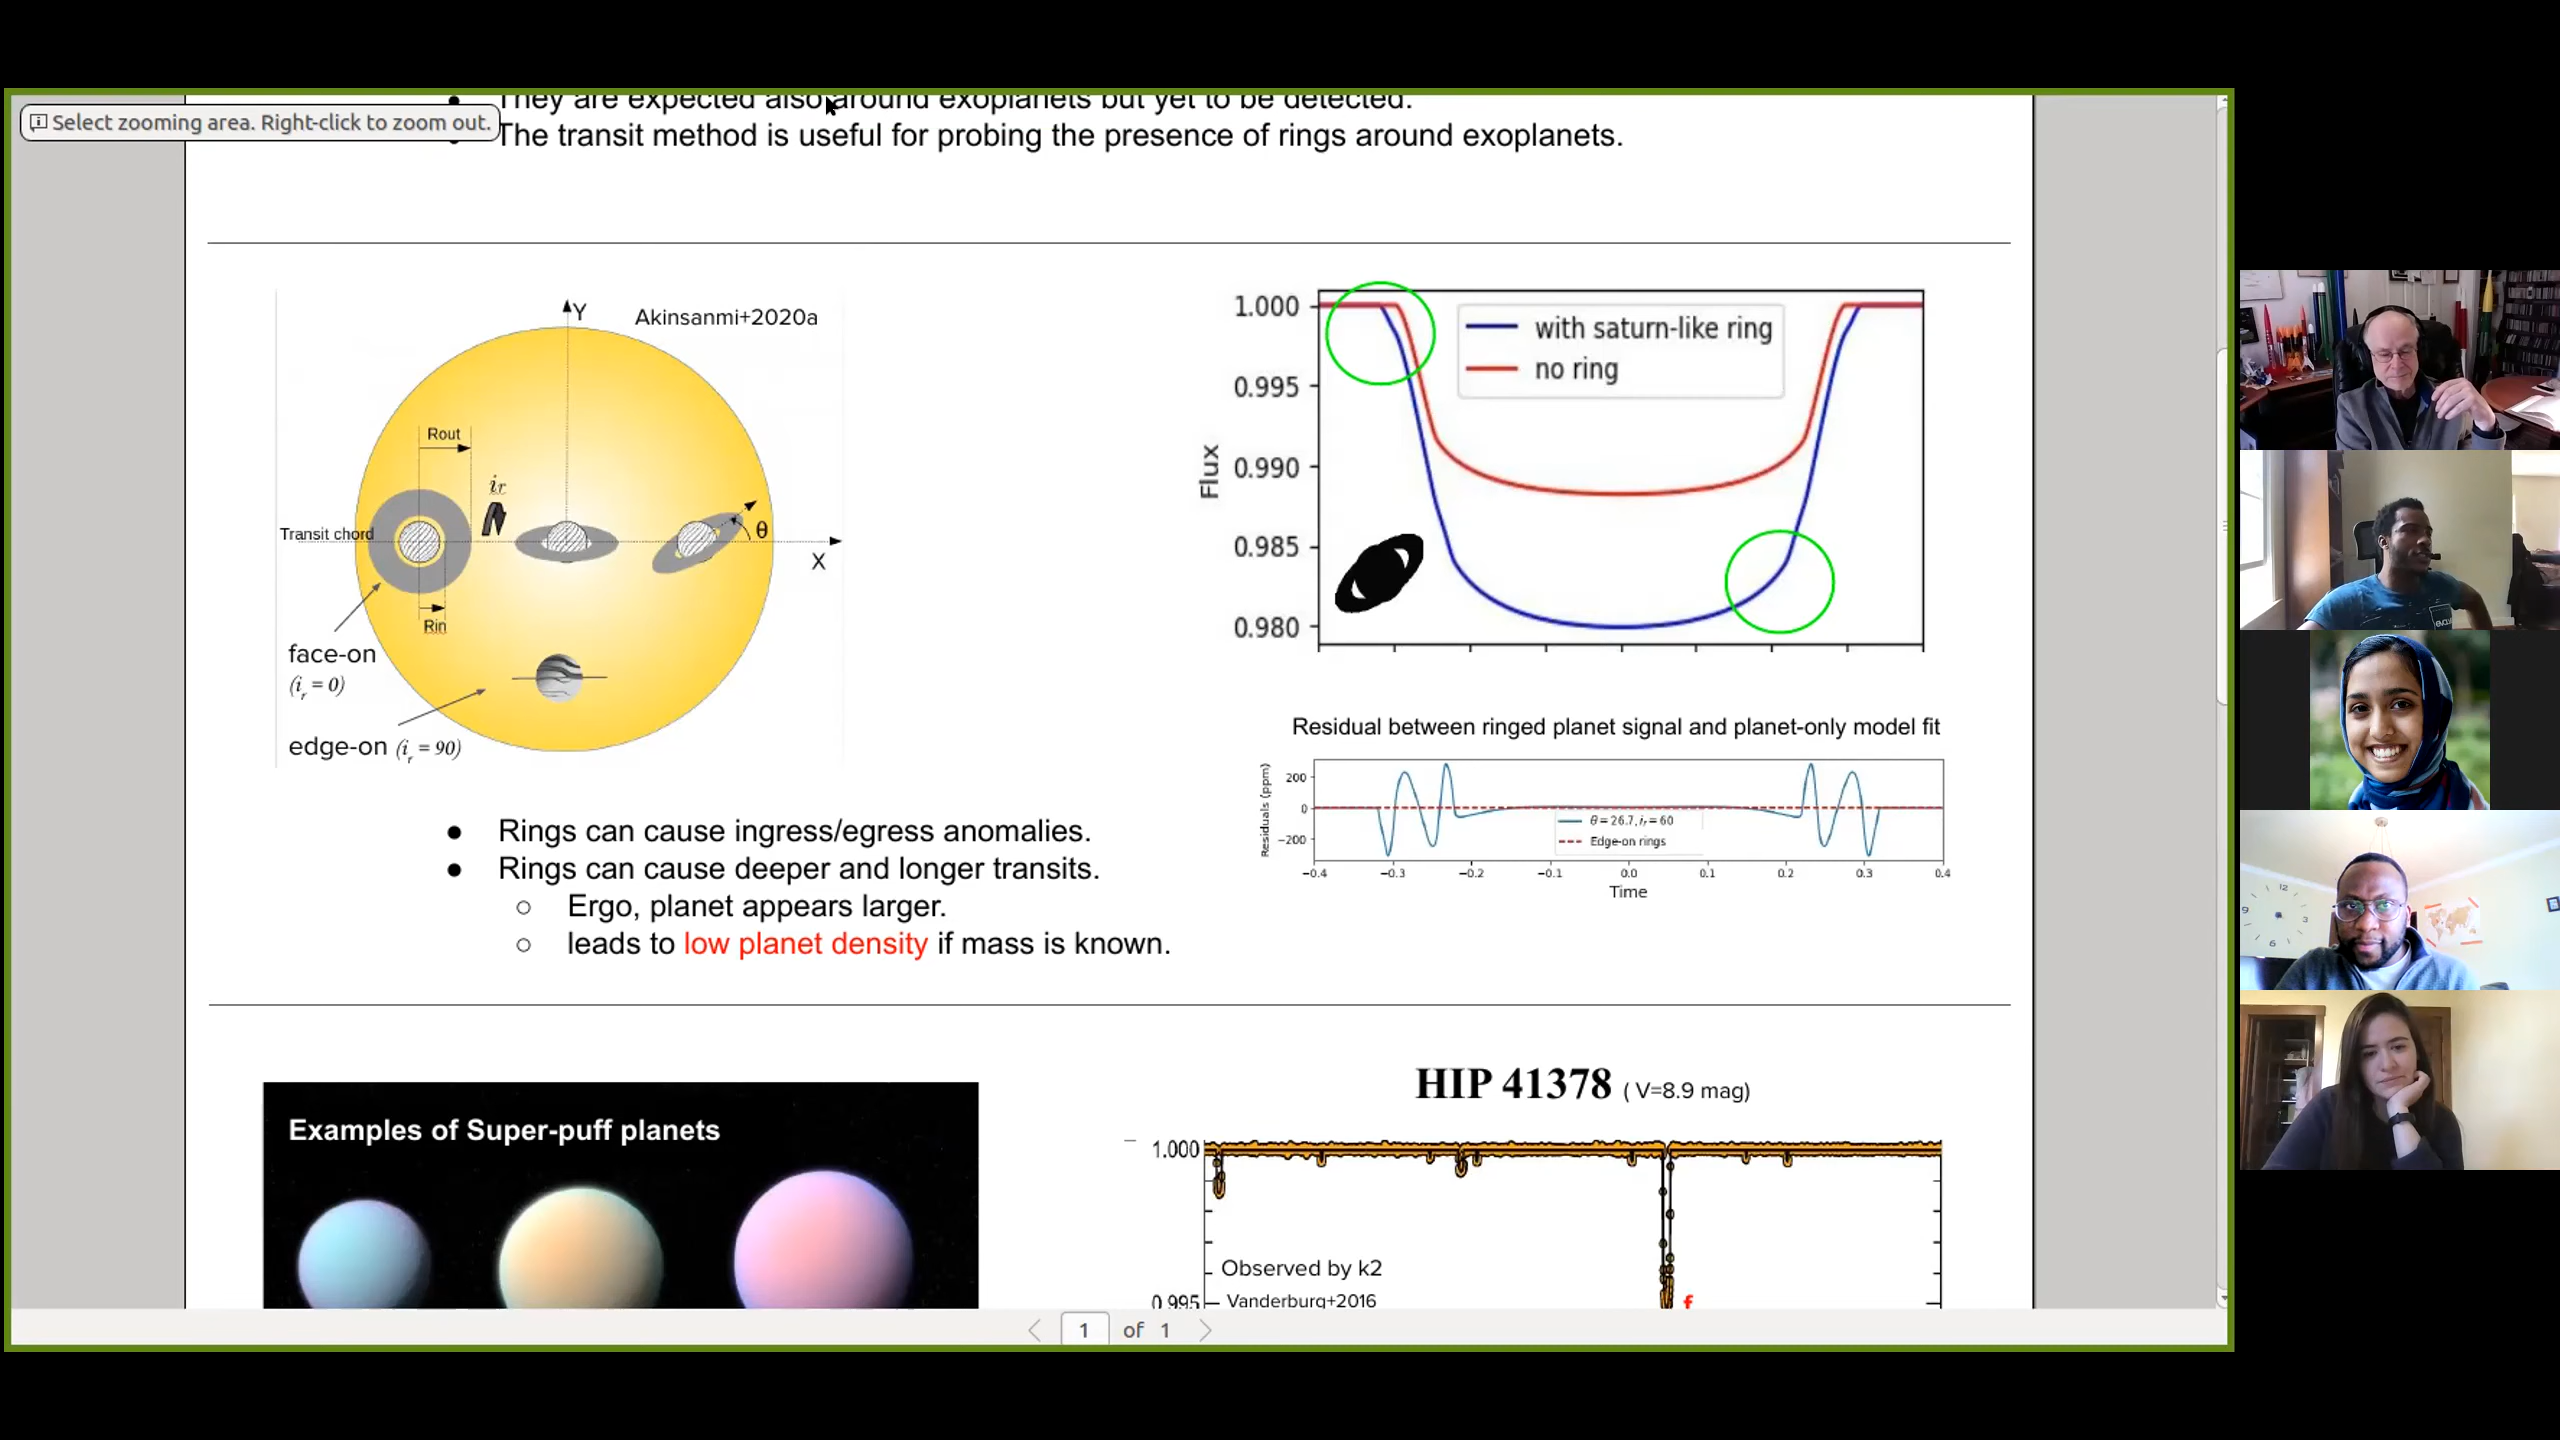 They are expected also around exoplanets but yet to be detected.
Select zooming area. Right-click to zoom out.
The transit method is useful for probing the presence of rings around exoplanets.
Y
Akinsanmi+2020a
Rout
ir
Transit chord
θ
X
Rin
face-on
(ir = 0)
edge-on (ir = 90)
1.000
0.995
0.990
0.985
0.980
Flux
with saturn-like ring
no ring
Residual between ringed planet signal and planet-only model fit
Residuals (ppm)
200
0
−200
θ = 26.7, ir = 60
Edge-on rings
−0.4 −0.3 −0.2 −0.1 0.0 0.1 0.2 0.3 0.4
Time
● Rings can cause ingress/egress anomalies.
● Rings can cause deeper and longer transits.
○ Ergo, planet appears larger.
○ leads to low planet density if mass is known.
Examples of Super-puff planets
HIP 41378 ( V=8.9 mag)
1.000
Observed by k2
Vanderburg+2016
0.995
f
1 of 1